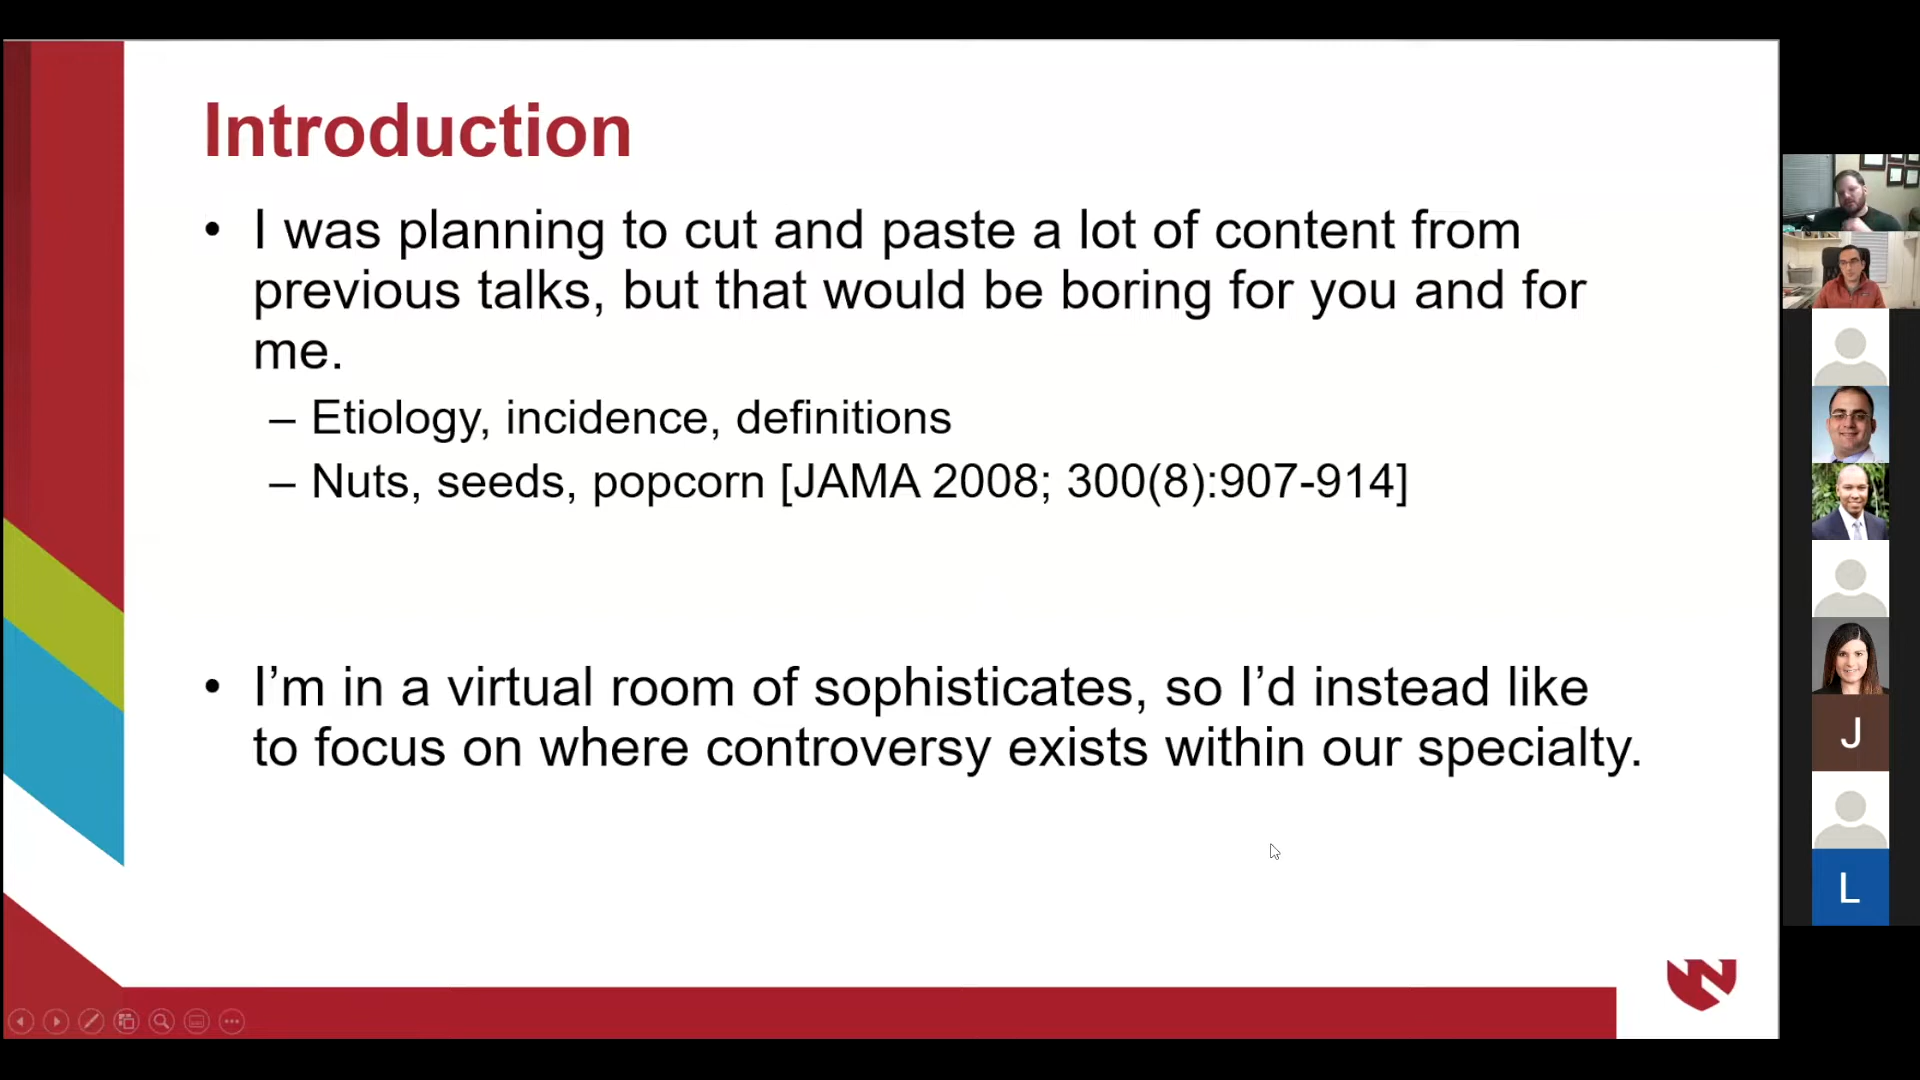 Introduction
• I was planning to cut and paste a lot of content from
previous talks, but that would be boring for you and for
me.
– Etiology, incidence, definitions
– Nuts, seeds, popcorn [JAMA 2008; 300(8):907-914]
• I’m in a virtual room of sophisticates, so I’d instead like
to focus on where controversy exists within our specialty.
J
L
N